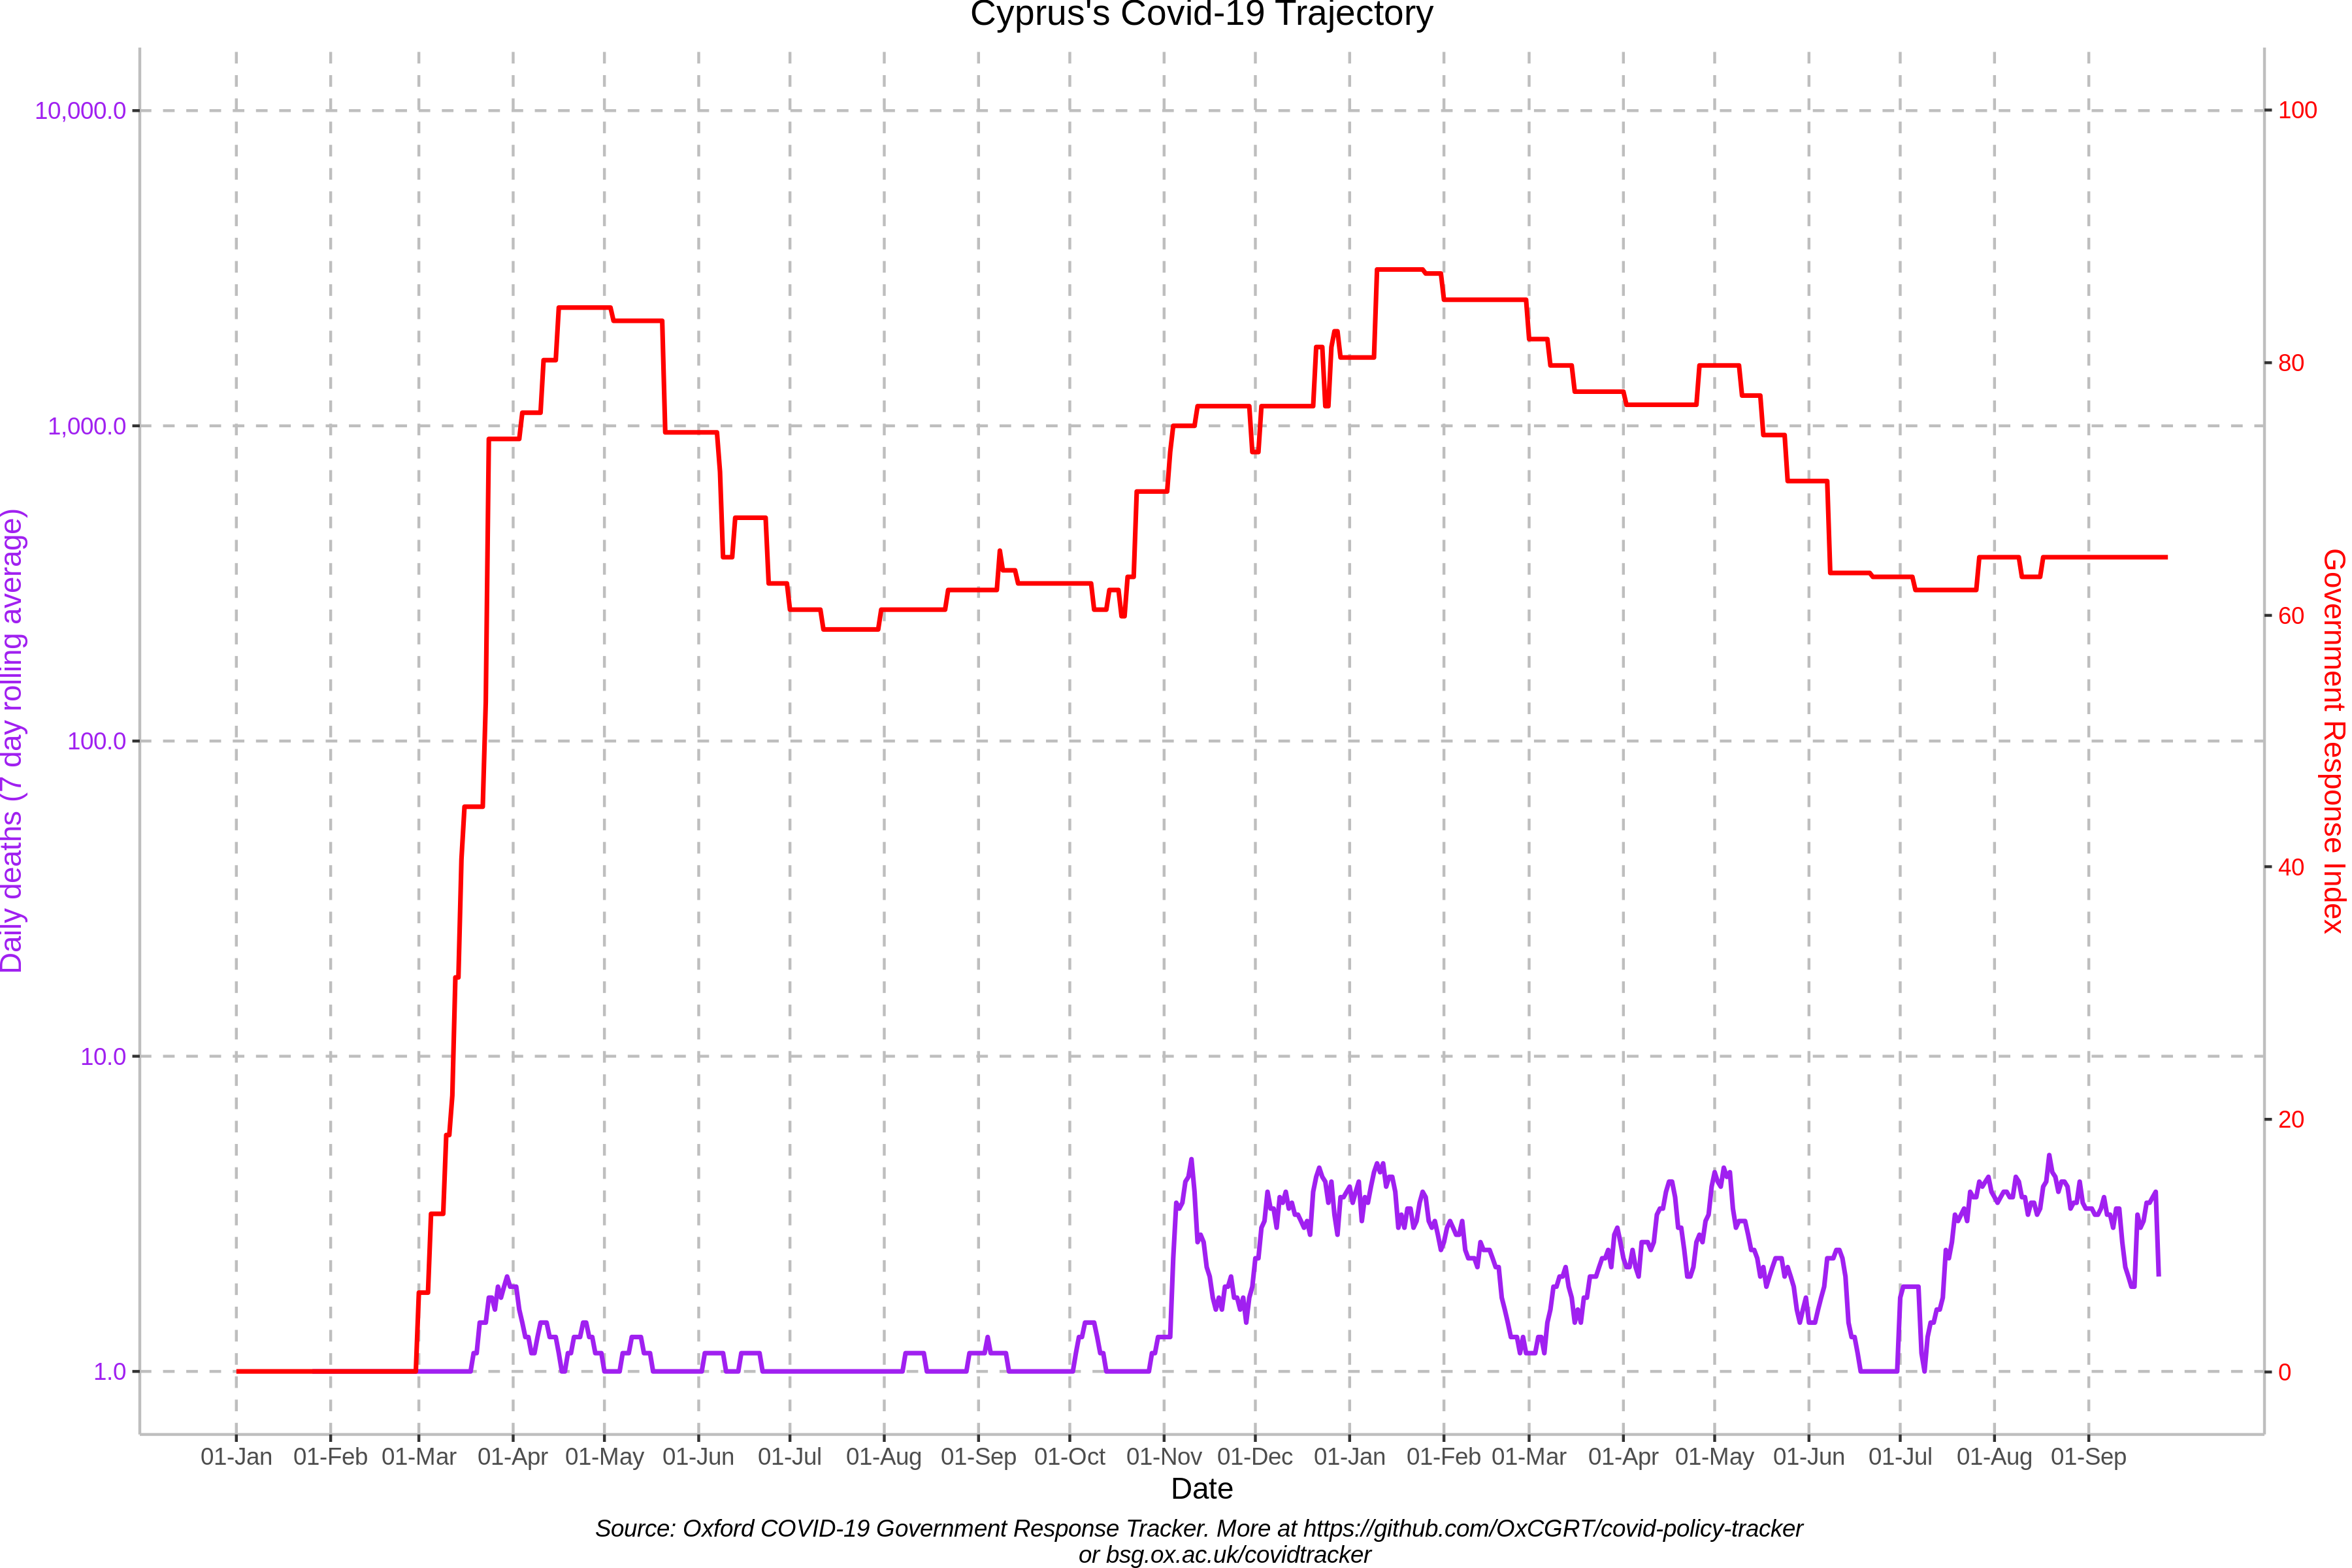 Cyprus's Covid-19 Trajectory
10,000.0
1,000.0
100.0
10.0
1.0
Daily deaths (7 day rolling average)
100
80
60
40
20
0
Government Response Index
01-Jan 01-Feb 01-Mar 01-Apr 01-May 01-Jun 01-Jul 01-Aug 01-Sep 01-Oct 01-Nov 01-Dec 01-Jan 01-Feb 01-Mar 01-Apr 01-May 01-Jun 01-Jul 01-Aug 01-Sep
Date
Source: Oxford COVID-19 Government Response Tracker. More at https://github.com/OxCGRT/covid-policy-tracker
or bsg.ox.ac.uk/covidtracker